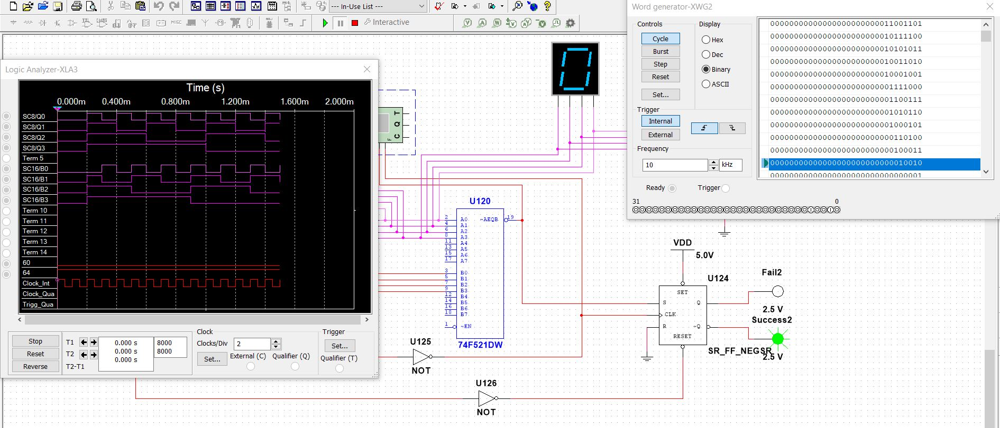 --- In-Use List ---
MISC
Interactive
Logic Analyzer-XLA3
Time (s)
0.000m 0.400m 0.800m 1.200m 1.600m 2.000m
SC8/Q0
SC8/Q1
SC8/Q2
SC8/Q3
Term 5
SC16/B0
SC16/B1
SC16/B2
SC16/B3
Term 10
Term 11
Term 12
Term 13
Term 14
60
64
Clock_Int
Clock_Qua
Trigg_Qua
Stop
Reset
Reverse
T1
T2
T2-T1
0.000 s
0.000 s
0.000 s
8000
8000
Clock
Clocks/Div 2
Set...
External (C) Qualifier (Q)
Trigger
Set...
Qualifier (T)
T
Q
C
F
0
Word generator-XWG2
Controls
Cycle
Burst
Step
Reset
Set...
Display
Hex
Dec
Binary
ASCII
Trigger
Internal
External
Frequency
10 kHz
Ready Trigger
31 0
00000000000000000000000011001101
00000000000000000000000010111100
00000000000000000000000010101011
00000000000000000000000010011010
00000000000000000000000010001001
00000000000000000000000001111000
00000000000000000000000001100111
00000000000000000000000001010110
00000000000000000000000001000101
00000000000000000000000000110100
00000000000000000000000000100011
00000000000000000000000000010010
00000000000000000000000000000001
U120
2 A0 ~AEQB 19
4 A1
6 A2
8 A3
11 A4
13 A5
15 A6
17 A7
3 B0
5 B1
7 B2
9 B3
12 B4
14 B5
16 B6
18 B7
1 ~EN
74F521DW
U125
NOT
U126
NOT
VDD
5.0V
U124
SET
S Q
CLK
R ~Q
RESET
SR_FF_NEGSR
Fail2
2.5 V
Success2
2.5 V